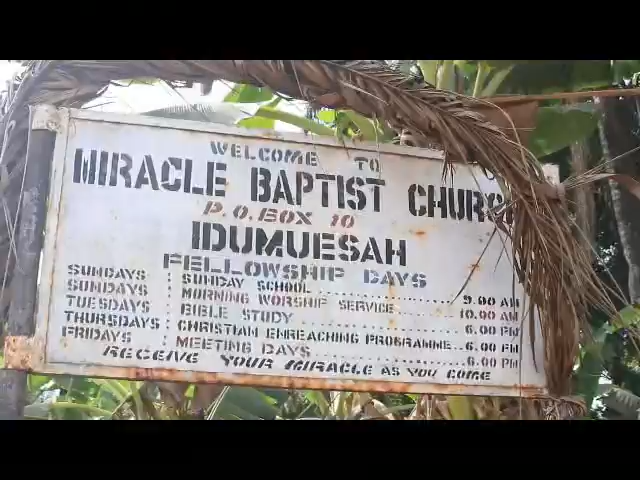 WELCOME TO
MIRACLE BAPTIST CHURC
P.O.BOX 10
IDUMUESAH
FELLOWSHIP DAYS
SUNDAYS : SUNDAY SCHOOL .......... 9.00 AM
SUNDAYS : MORNING WORSHIP SERVICE .......... 10.00 AM
TUESDAYS : BIBLE STUDY .......... 6.00 PM
THURSDAYS : CHRISTIAN ENREACHING PROGRAMME... 6.00 PM
FRIDAYS : MEETING DAYS .......... 6.00 PM
RECEIVE YOUR MIRACLE AS YOU COME